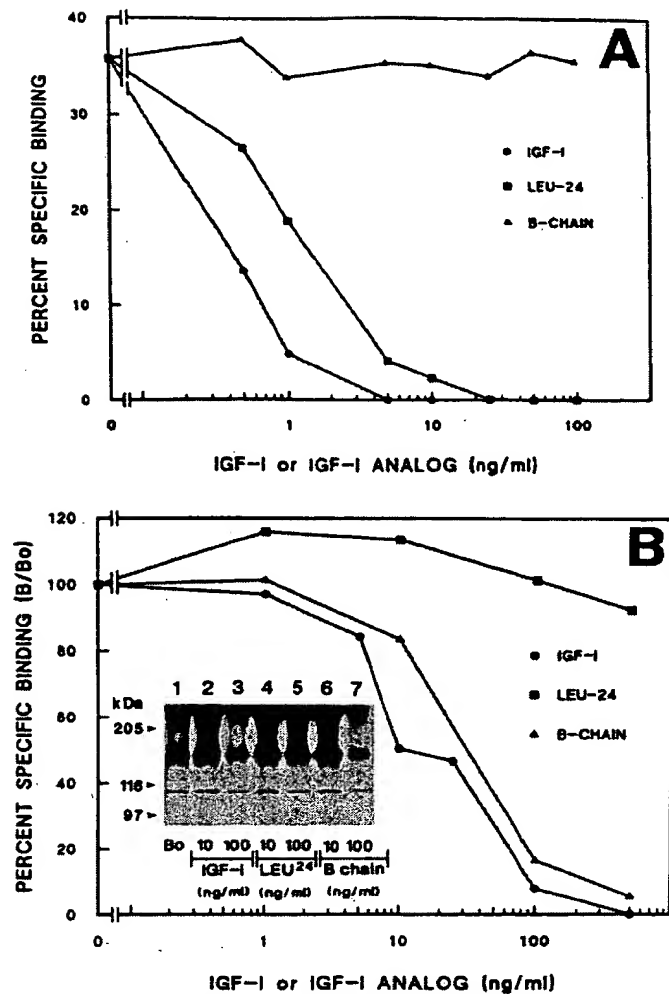 A
PERCENT SPECIFIC BINDING
40
30
20
10
0
IGF-I
LEU-24
B-CHAIN
0 1 10 100
IGF-I or IGF-I ANALOG (ng/ml)
B
PERCENT SPECIFIC BINDING (B/Bo)
120
100
80
60
40
20
0
IGF-I
LEU-24
B-CHAIN
kDa
1 2 3 4 5 6 7
205
116
97
Bo 10 100 10 100 10 100
IGF-I LEU²⁴ B chain
(ng/ml) (ng/ml) (ng/ml)
0 1 10 100
IGF-I or IGF-I ANALOG (ng/ml)